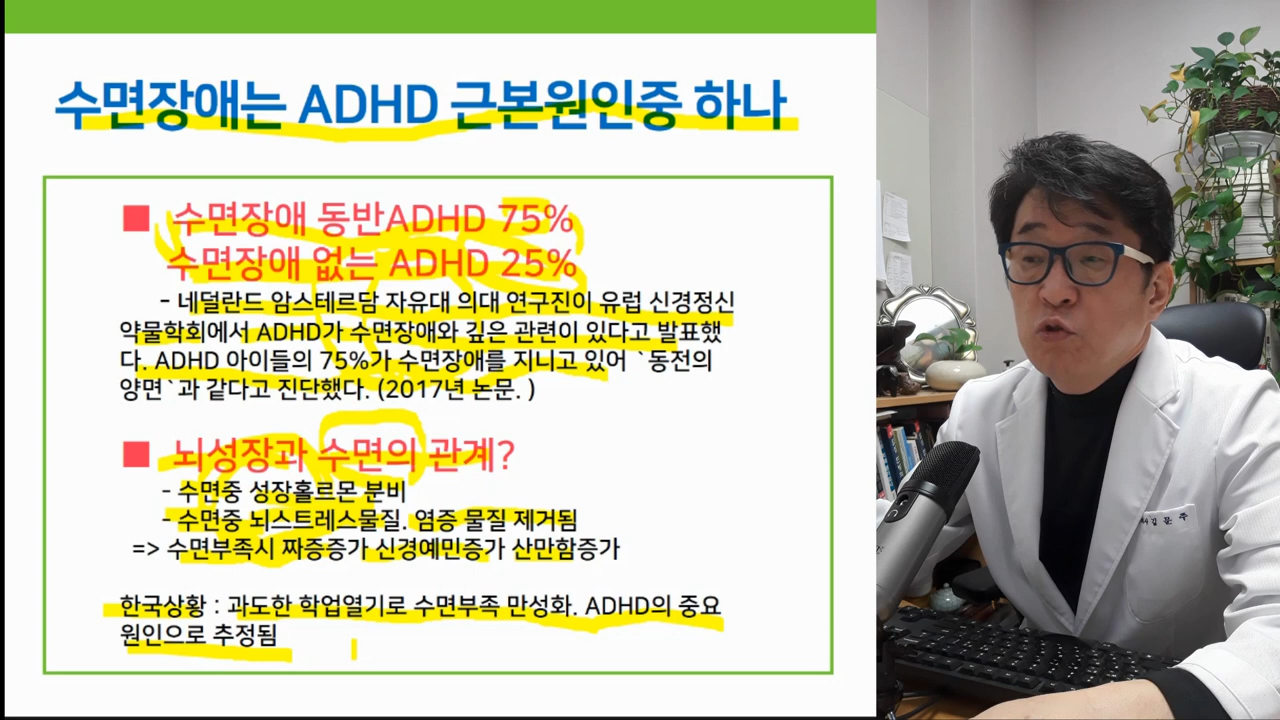 수면장애는 ADHD 근본원인중 하나
■ 수면장애 동반ADHD 75%
수면장애 없는 ADHD 25%
- 네덜란드 암스테르담 자유대 의대 연구진이 유럽 신경정신
약물학회에서 ADHD가 수면장애와 깊은 관련이 있다고 발표했
다. ADHD 아이들의 75%가 수면장애를 지니고 있어 `동전의
양면`과 같다고 진단했다. (2017년 논문. )
■ 뇌성장과 수면의 관계?
- 수면중 성장홀르몬 분비
- 수면중 뇌스트레스물질. 염증 물질 제거됨
=> 수면부족시 짜증증가 신경예민증가 산만함증가
한국상황 : 과도한 학업열기로 수면부족 만성화. ADHD의 중요
원인으로 추정됨
김문주